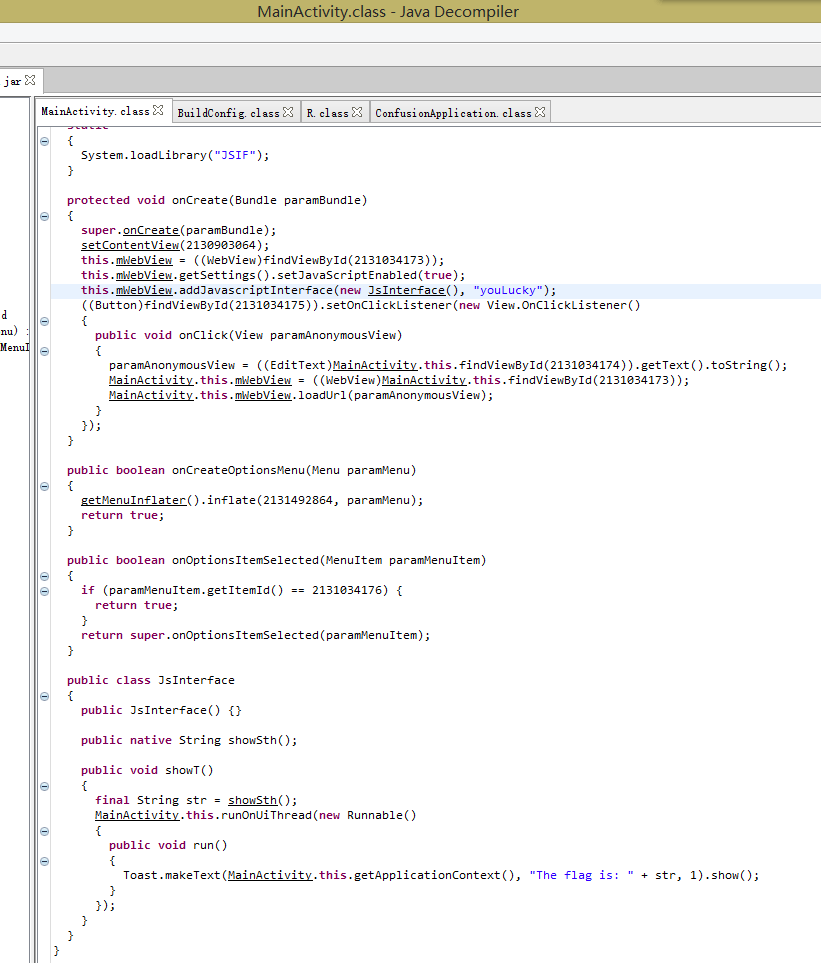 MainActivity.class - Java Decompiler
jar
MainActivity.class
BuildConfig.class
R.class
ConfusionApplication.class
d
nu) :
MenuI
static
{
System.loadLibrary("JSIF");
}
protected void onCreate(Bundle paramBundle)
{
super.onCreate(paramBundle);
setContentView(2130903064);
this.mWebView = ((WebView)findViewById(2131034173));
this.mWebView.getSettings().setJavaScriptEnabled(true);
this.mWebView.addJavascriptInterface(new JsInterface(), "youLucky");
((Button)findViewById(2131034175)).setOnClickListener(new View.OnClickListener()
{
public void onClick(View paramAnonymousView)
{
paramAnonymousView = ((EditText)MainActivity.this.findViewById(2131034174)).getText().toString();
MainActivity.this.mWebView = ((WebView)MainActivity.this.findViewById(2131034173));
MainActivity.this.mWebView.loadUrl(paramAnonymousView);
}
});
}
public boolean onCreateOptionsMenu(Menu paramMenu)
{
getMenuInflater().inflate(2131492864, paramMenu);
return true;
}
public boolean onOptionsItemSelected(MenuItem paramMenuItem)
{
if (paramMenuItem.getItemId() == 2131034176) {
return true;
}
return super.onOptionsItemSelected(paramMenuItem);
}
public class JsInterface
{
public JsInterface() {}
public native String showSth();
public void showT()
{
final String str = showSth();
MainActivity.this.runOnUiThread(new Runnable()
{
public void run()
{
Toast.makeText(MainActivity.this.getApplicationContext(), "The flag is: " + str, 1).show();
}
});
}
}
}